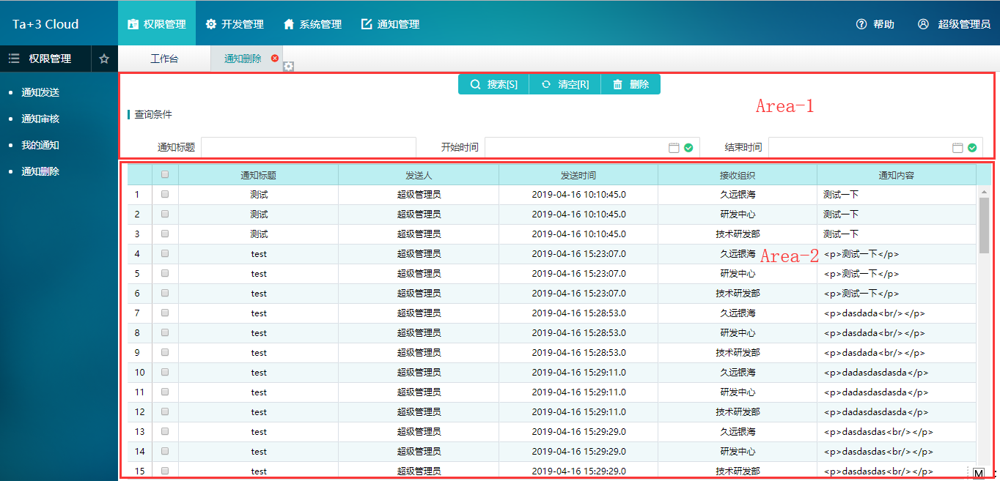 Ta+3 Cloud 权限管理 开发管理 系统管理 通知管理 帮助 超级管理员
权限管理 工作台 通知删除
通知发送
通知审核
我的通知
通知删除
搜索[S] 清空[R] 删除
Area-1
查询条件
通知标题 开始时间 结束时间
通知标题 发送人 发送时间 接收组织 通知内容
1 测试 超级管理员 2019-04-16 10:10:45.0 久远银海 测试一下
2 测试 超级管理员 2019-04-16 10:10:45.0 研发中心 测试一下
3 测试 超级管理员 2019-04-16 10:10:45.0 技术研发部 测试一下
4 test 超级管理员 2019-04-16 15:23:07.0 久远银海 <p>测试一下</p>
Area-2
5 test 超级管理员 2019-04-16 15:23:07.0 研发中心 <p>测试一下</p>
6 test 超级管理员 2019-04-16 15:23:07.0 技术研发部 <p>测试一下</p>
7 test 超级管理员 2019-04-16 15:28:53.0 久远银海 <p>dasdada<br/></p>
8 test 超级管理员 2019-04-16 15:28:53.0 研发中心 <p>dasdada<br/></p>
9 test 超级管理员 2019-04-16 15:28:53.0 技术研发部 <p>dasdada<br/></p>
10 test 超级管理员 2019-04-16 15:29:11.0 久远银海 <p>dadasdasdasda</p>
11 test 超级管理员 2019-04-16 15:29:11.0 研发中心 <p>dadasdasdasda</p>
12 test 超级管理员 2019-04-16 15:29:11.0 技术研发部 <p>dadasdasdasda</p>
13 test 超级管理员 2019-04-16 15:29:29.0 久远银海 <p>dasdasdas<br/></p>
14 test 超级管理员 2019-04-16 15:29:29.0 研发中心 <p>dasdasdas<br/></p>
15 test 超级管理员 2019-04-16 15:29:29.0 技术研发部 <p>dasdasdas<br/></p>
M